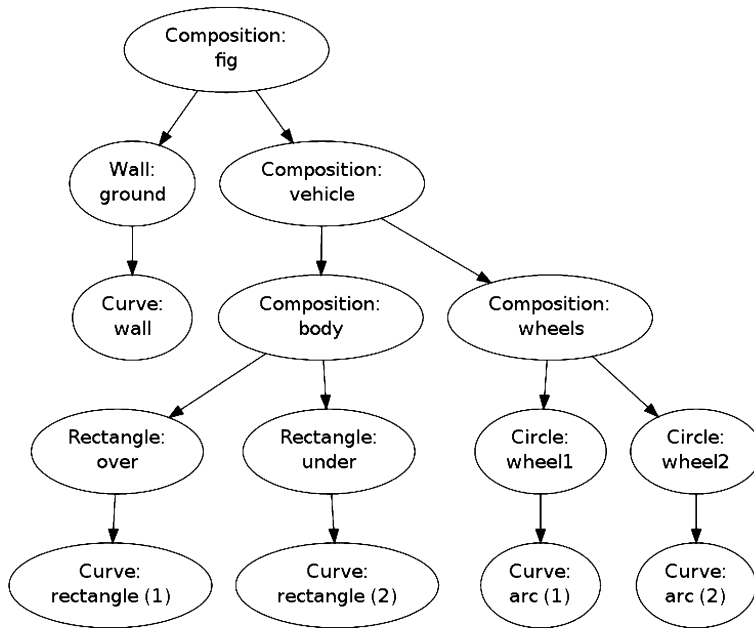 Composition:
fig
Wall:
ground
Composition:
vehicle
Curve:
wall
Composition:
body
Composition:
wheels
Rectangle:
over
Rectangle:
under
Circle:
wheel1
Circle:
wheel2
Curve:
rectangle (1)
Curve:
rectangle (2)
Curve:
arc (1)
Curve:
arc (2)